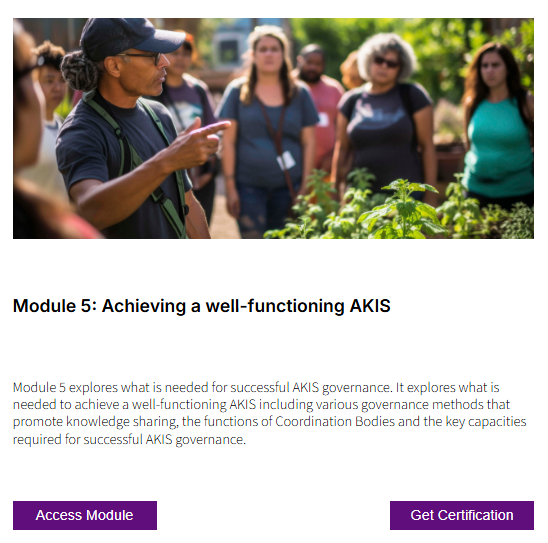 Module 5: Achieving a well-functioning AKIS
Module 5 explores what is needed for successful AKIS governance. It explores what is
needed to achieve a well-functioning AKIS including various governance methods that
promote knowledge sharing, the functions of Coordination Bodies and the key capacities
required for successful AKIS governance.
Access Module
Get Certification